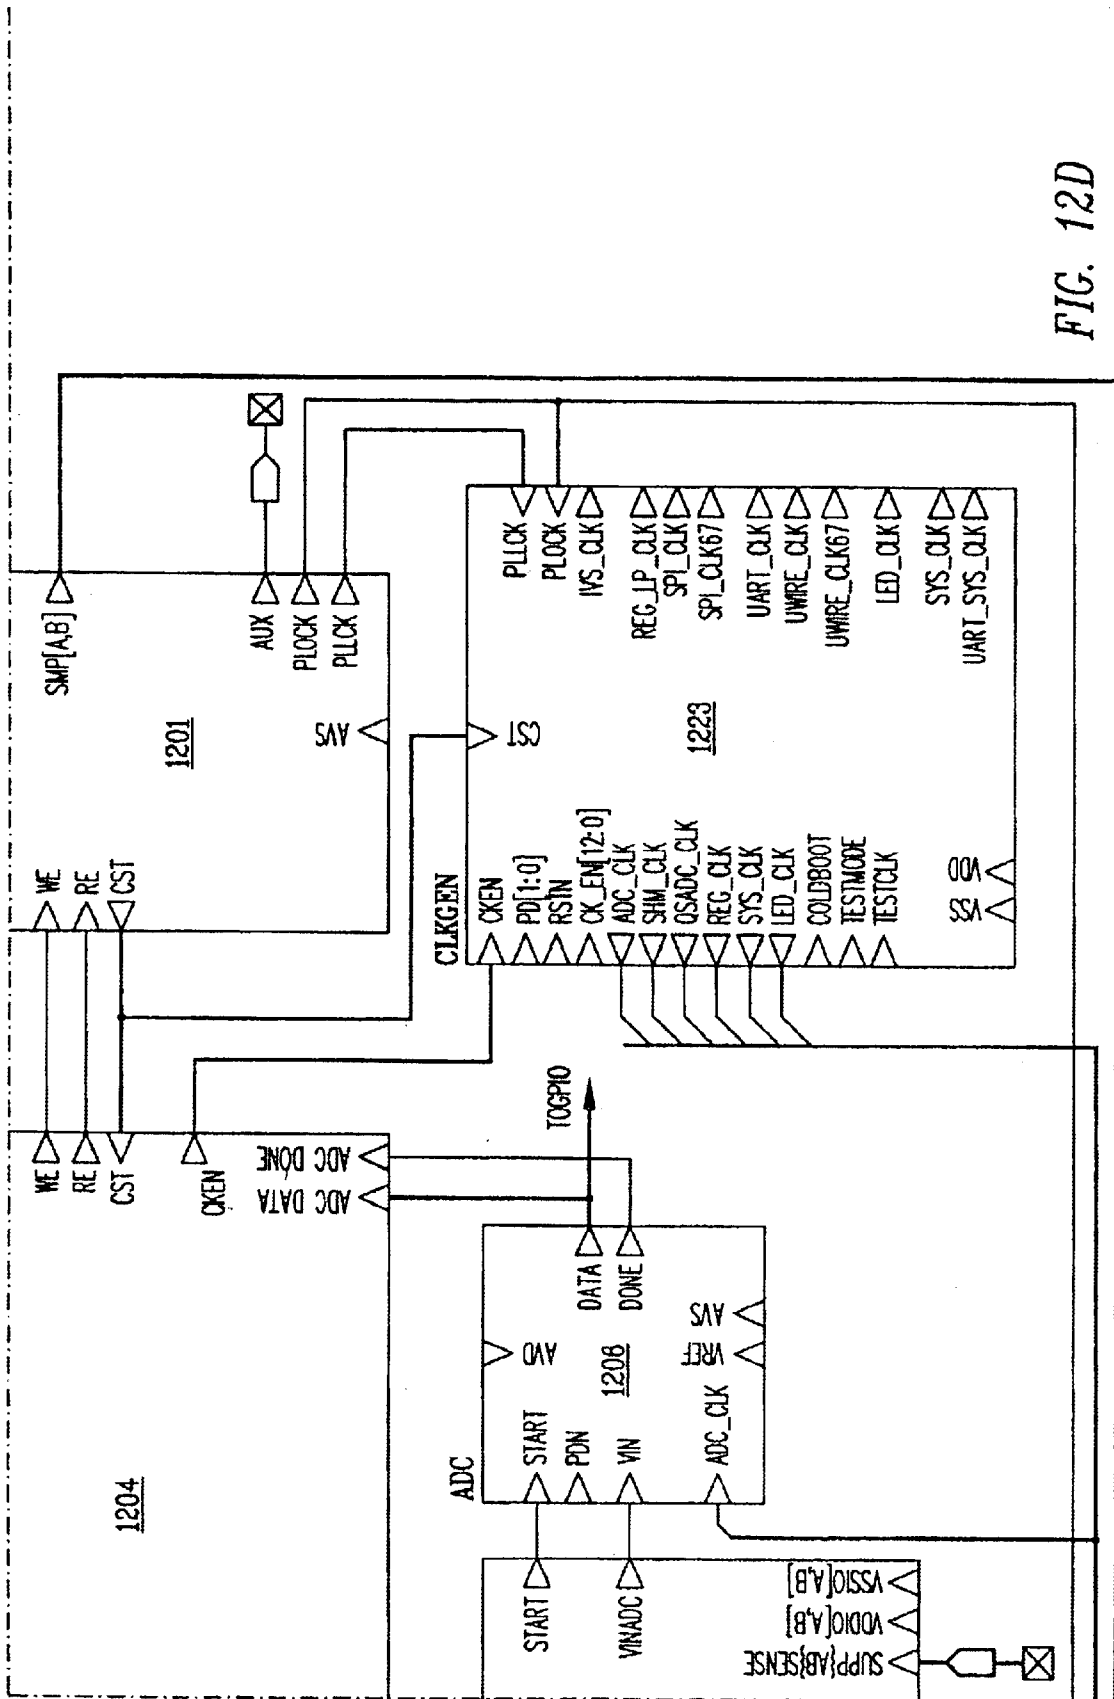 1204
WE
RE
CST
CKEN
ADC DATA
ADC DONE
WE
RE
CST
1201
AVS
SMP[A,B]
AUX
PLOCK
PLLCK
START
VINADC
SUPP{AB}SENSE
VDDIO[A,B]
VSSIO[A,B]
ADC
START
PDN
VIN
ADC_CLK
AVD
1208
VREF
AVS
DATA
DONE
TOGPIO
CLKGEN
CKEN
PD[1:0]
RSTN
CK_EN[12:0]
ADC_CLK
SHM_CLK
QSADC_CLK
REG_CLK
SYS_CLK
LED_CLK
COLDBOOT
TESTMODE
TESTCLK
VSS
VDD
CST
1223
PLLCK
PLOCK
IVS_CLK
REG_LP_CLK
SPI_CLK
SPI_CLK67
UART_CLK
UWIRE_CLK
UWIRE_CLK67
LED_CLK
SYS_CLK
UART_SYS_CLK
FIG. 12D